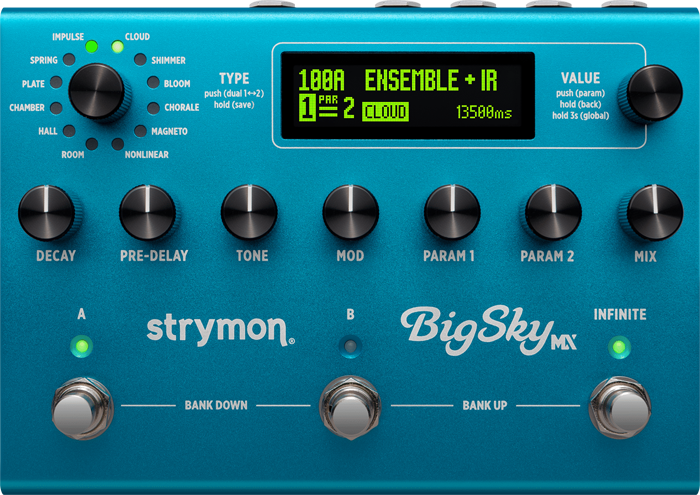 IMPULSE
CLOUD
SPRING
SHIMMER
PLATE
BLOOM
CHAMBER
CHORALE
HALL
MAGNETO
ROOM
NONLINEAR
TYPE
push (dual 1↔2)
hold (save)
100A ENSEMBLE + IR
1 PAR = 2 CLOUD 13500ms
VALUE
push (param)
hold (back)
hold 3s (global)
DECAY
PRE-DELAY
TONE
MOD
PARAM 1
PARAM 2
MIX
A
B
INFINITE
strymon®
BigSky MX
BANK DOWN
BANK UP